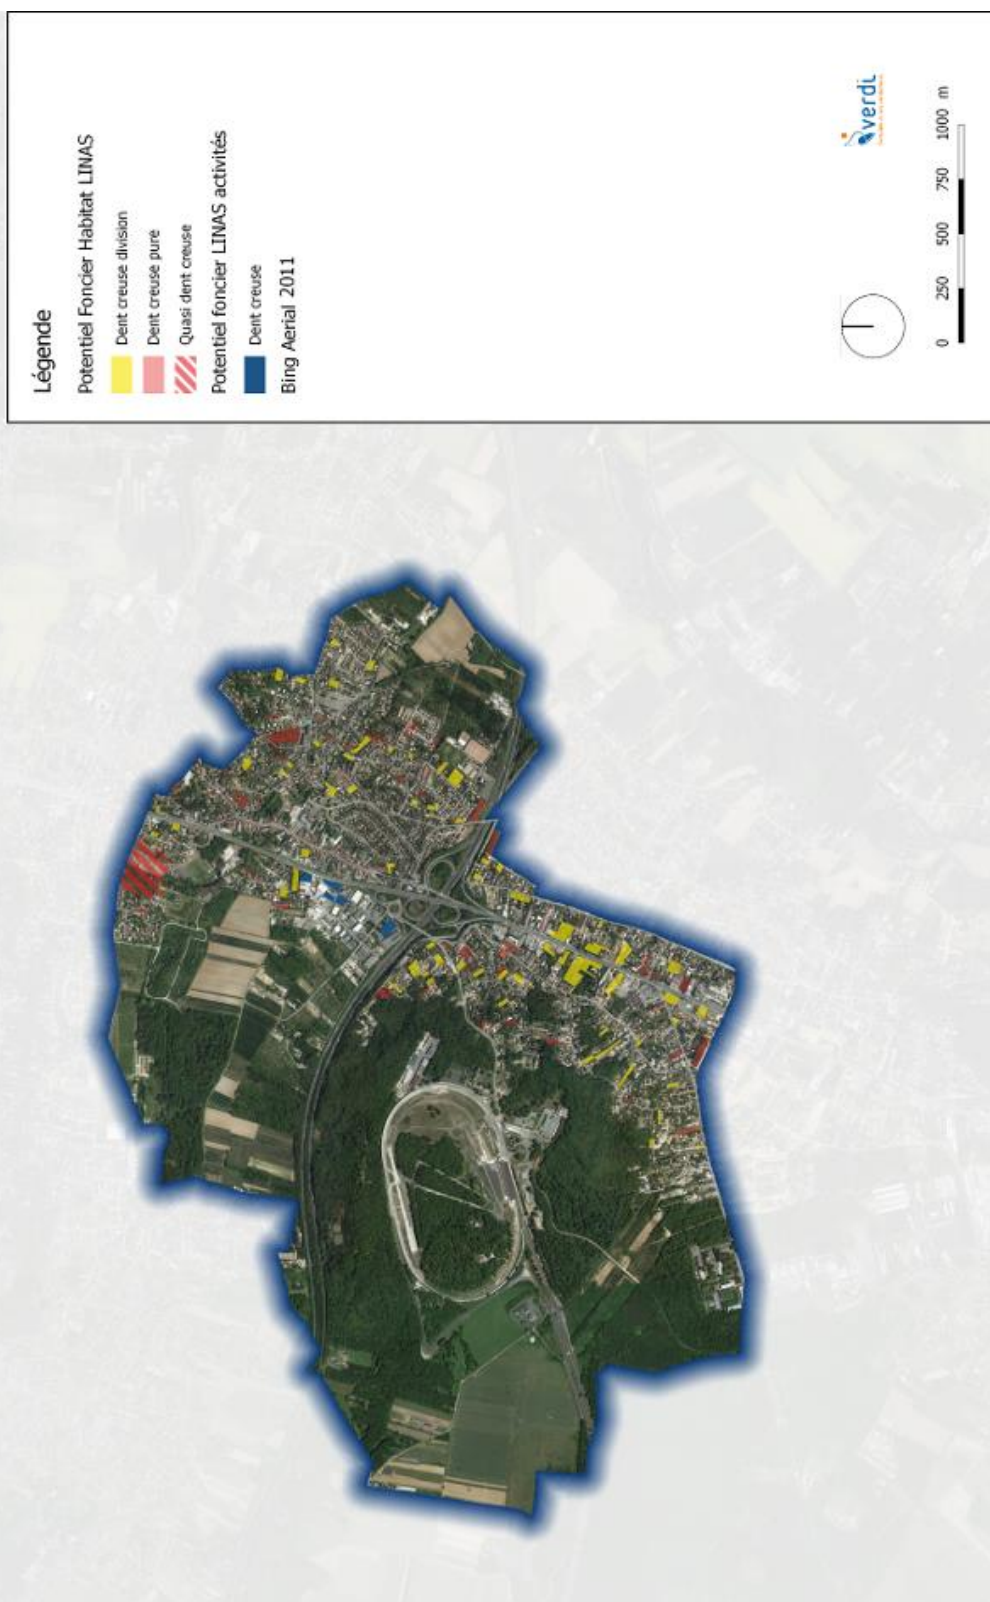 Légende
Potentiel Foncier Habitat LINAS
Dent creuse division
Dent creuse pure
Quasi dent creuse
Potentiel foncier LINAS activités
Dent creuse
Bing Aerial 2011
verdi
0 250 500 750 1000 m